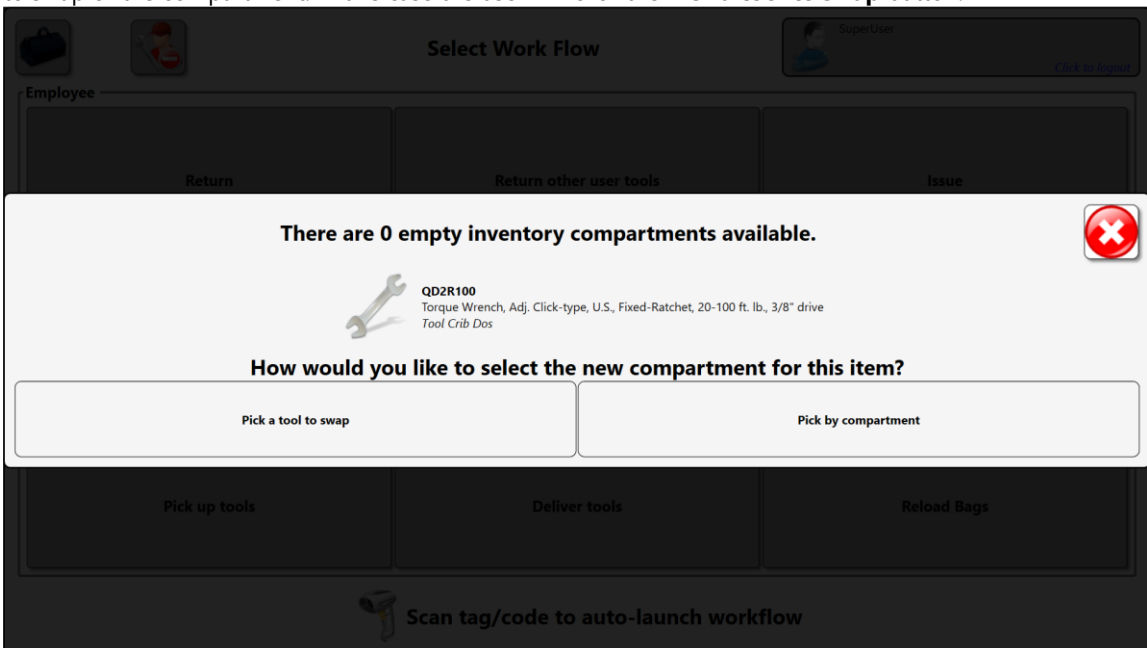 Select Work Flow
SuperUser
Click to logout
Employee
Return
Return other user tools
Issue
There are 0 empty inventory compartments available.
QD2R100
Torque Wrench, Adj. Click-type, U.S., Fixed-Ratchet, 20-100 ft. lb., 3/8" drive
Tool Crib Dos
How would you like to select the new compartment for this item?
Pick a tool to swap
Pick by compartment
Pick up tools
Deliver tools
Reload Bags
Scan tag/code to auto-launch workflow